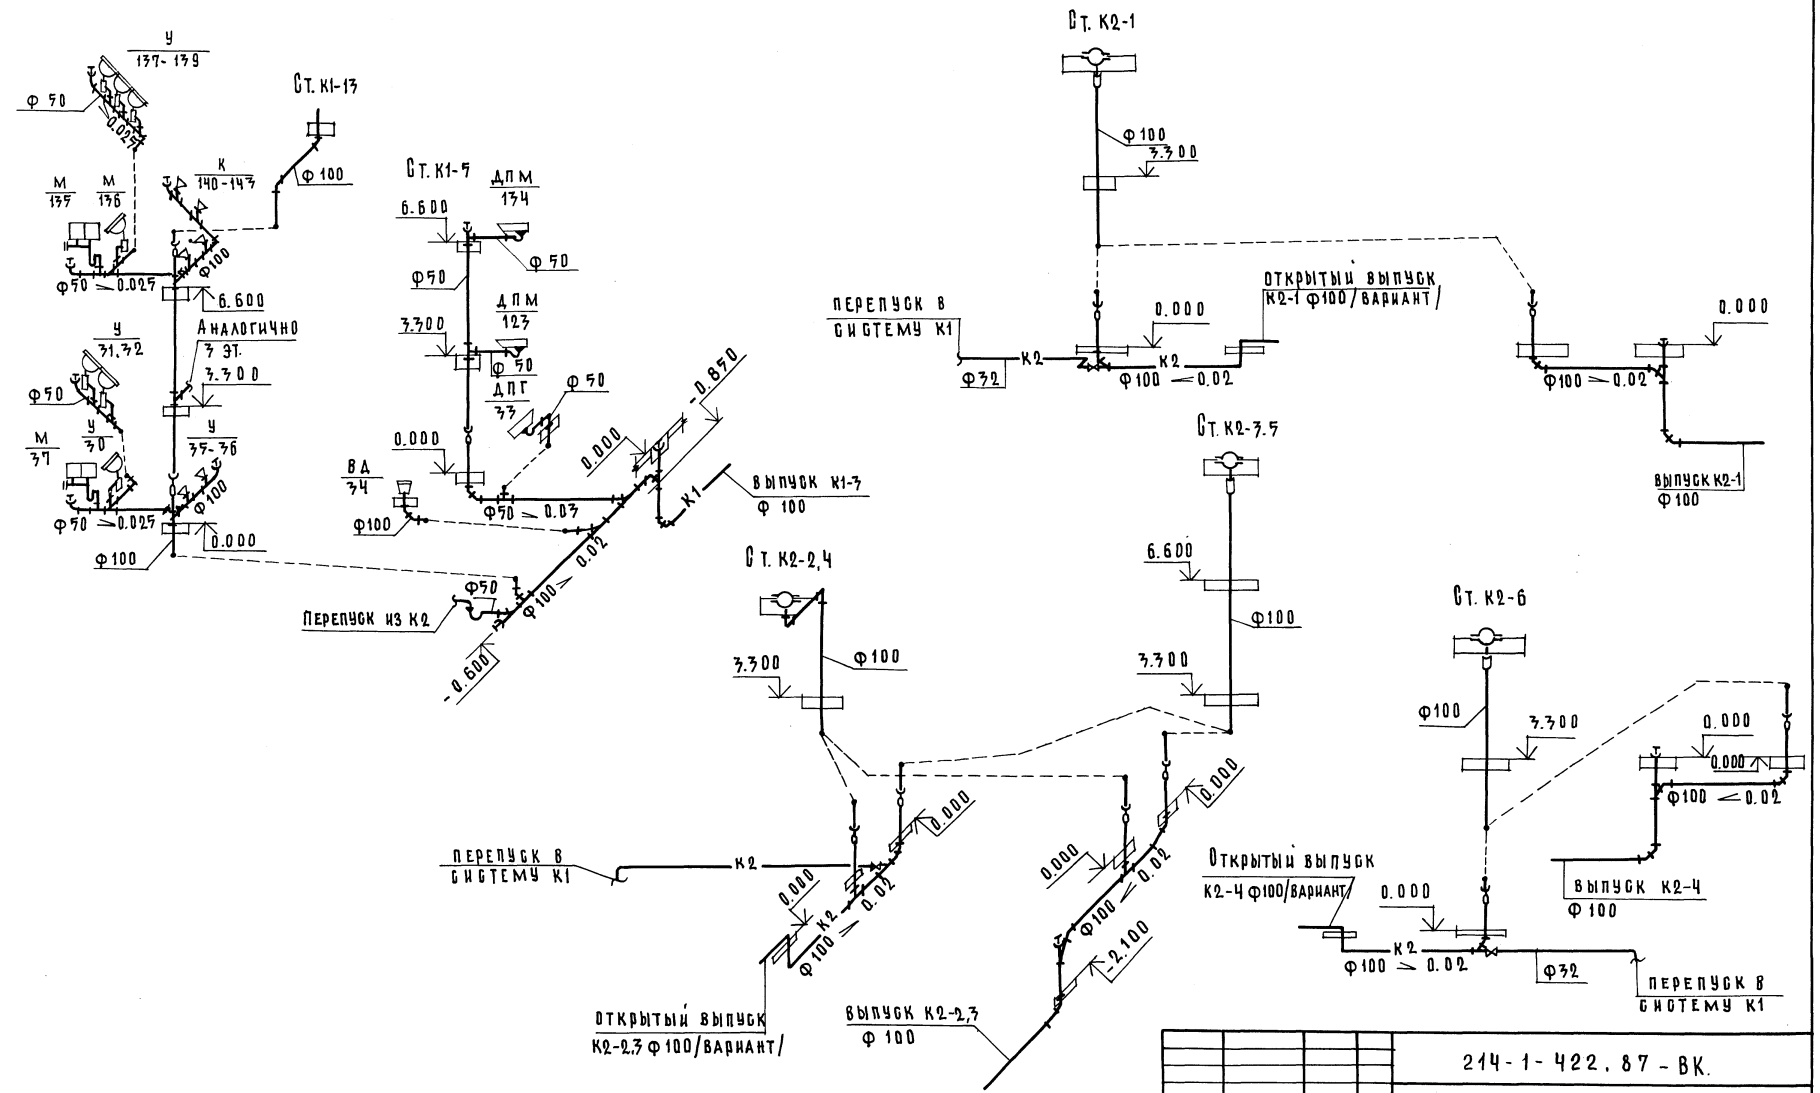 У
137-139
Ф 50
0.025
Ст. К1-13
Ф 100
К
140-143
М
135
М
136
Ф100
Ф50 0.025
6.600
Аналогично
3 эт.
3.300
У
31,32
Ф50
У
30
М
37
У
35-36
Ф100
Ф50 0.025
0.000
Ф100
Ст. К1-5
ДПМ
134
6.600
Ф 50
Ф50
ДПМ
123
3.300
Ф 50
ДПГ
33
Ф 50
-0.850
0.000
0.000
ВД
34
Ф100
Ф50 0.03
К1
ВЫПУСК К1-3
Ф 100
Ф100 0.02
Ф50
ПЕРЕПУСК ИЗ К2
-0.600
Ст. К2-1
Ф100
3.300
ПЕРЕПУСК В
СИСТЕМУ К1
К2
Ф32
0.000
К2
Ф100 0.02
ОТКРЫТЫЙ ВЫПУСК
К2-1 Ф100/ВАРИАНТ/
0.000
Ф100 0.02
ВЫПУСК К2-1
Ф100
Ст. К2-2,4
Ф100
3.300
ПЕРЕПУСК В
СИСТЕМУ К1
К2
0.000
0.000
К2
Ф100 0.02
ОТКРЫТЫЙ ВЫПУСК
К2-2,3 Ф100/ВАРИАНТ/
Ст. К2-3.5
6.600
Ф100
3.300
0.000
0.000
Ф100 0.02
-2.100
ВЫПУСК К2-2,3
Ф 100
Ст. К2-6
Ф100
3.300
0.000
0.000
Ф100 0.02
ВЫПУСК К2-4
Ф 100
ОТКРЫТЫЙ ВЫПУСК
К2-4 Ф100/ВАРИАНТ/
0.000
К2
Ф100 0.02
Ф32
ПЕРЕПУСК В
СИСТЕМУ К1
214-1-422.87-ВК.